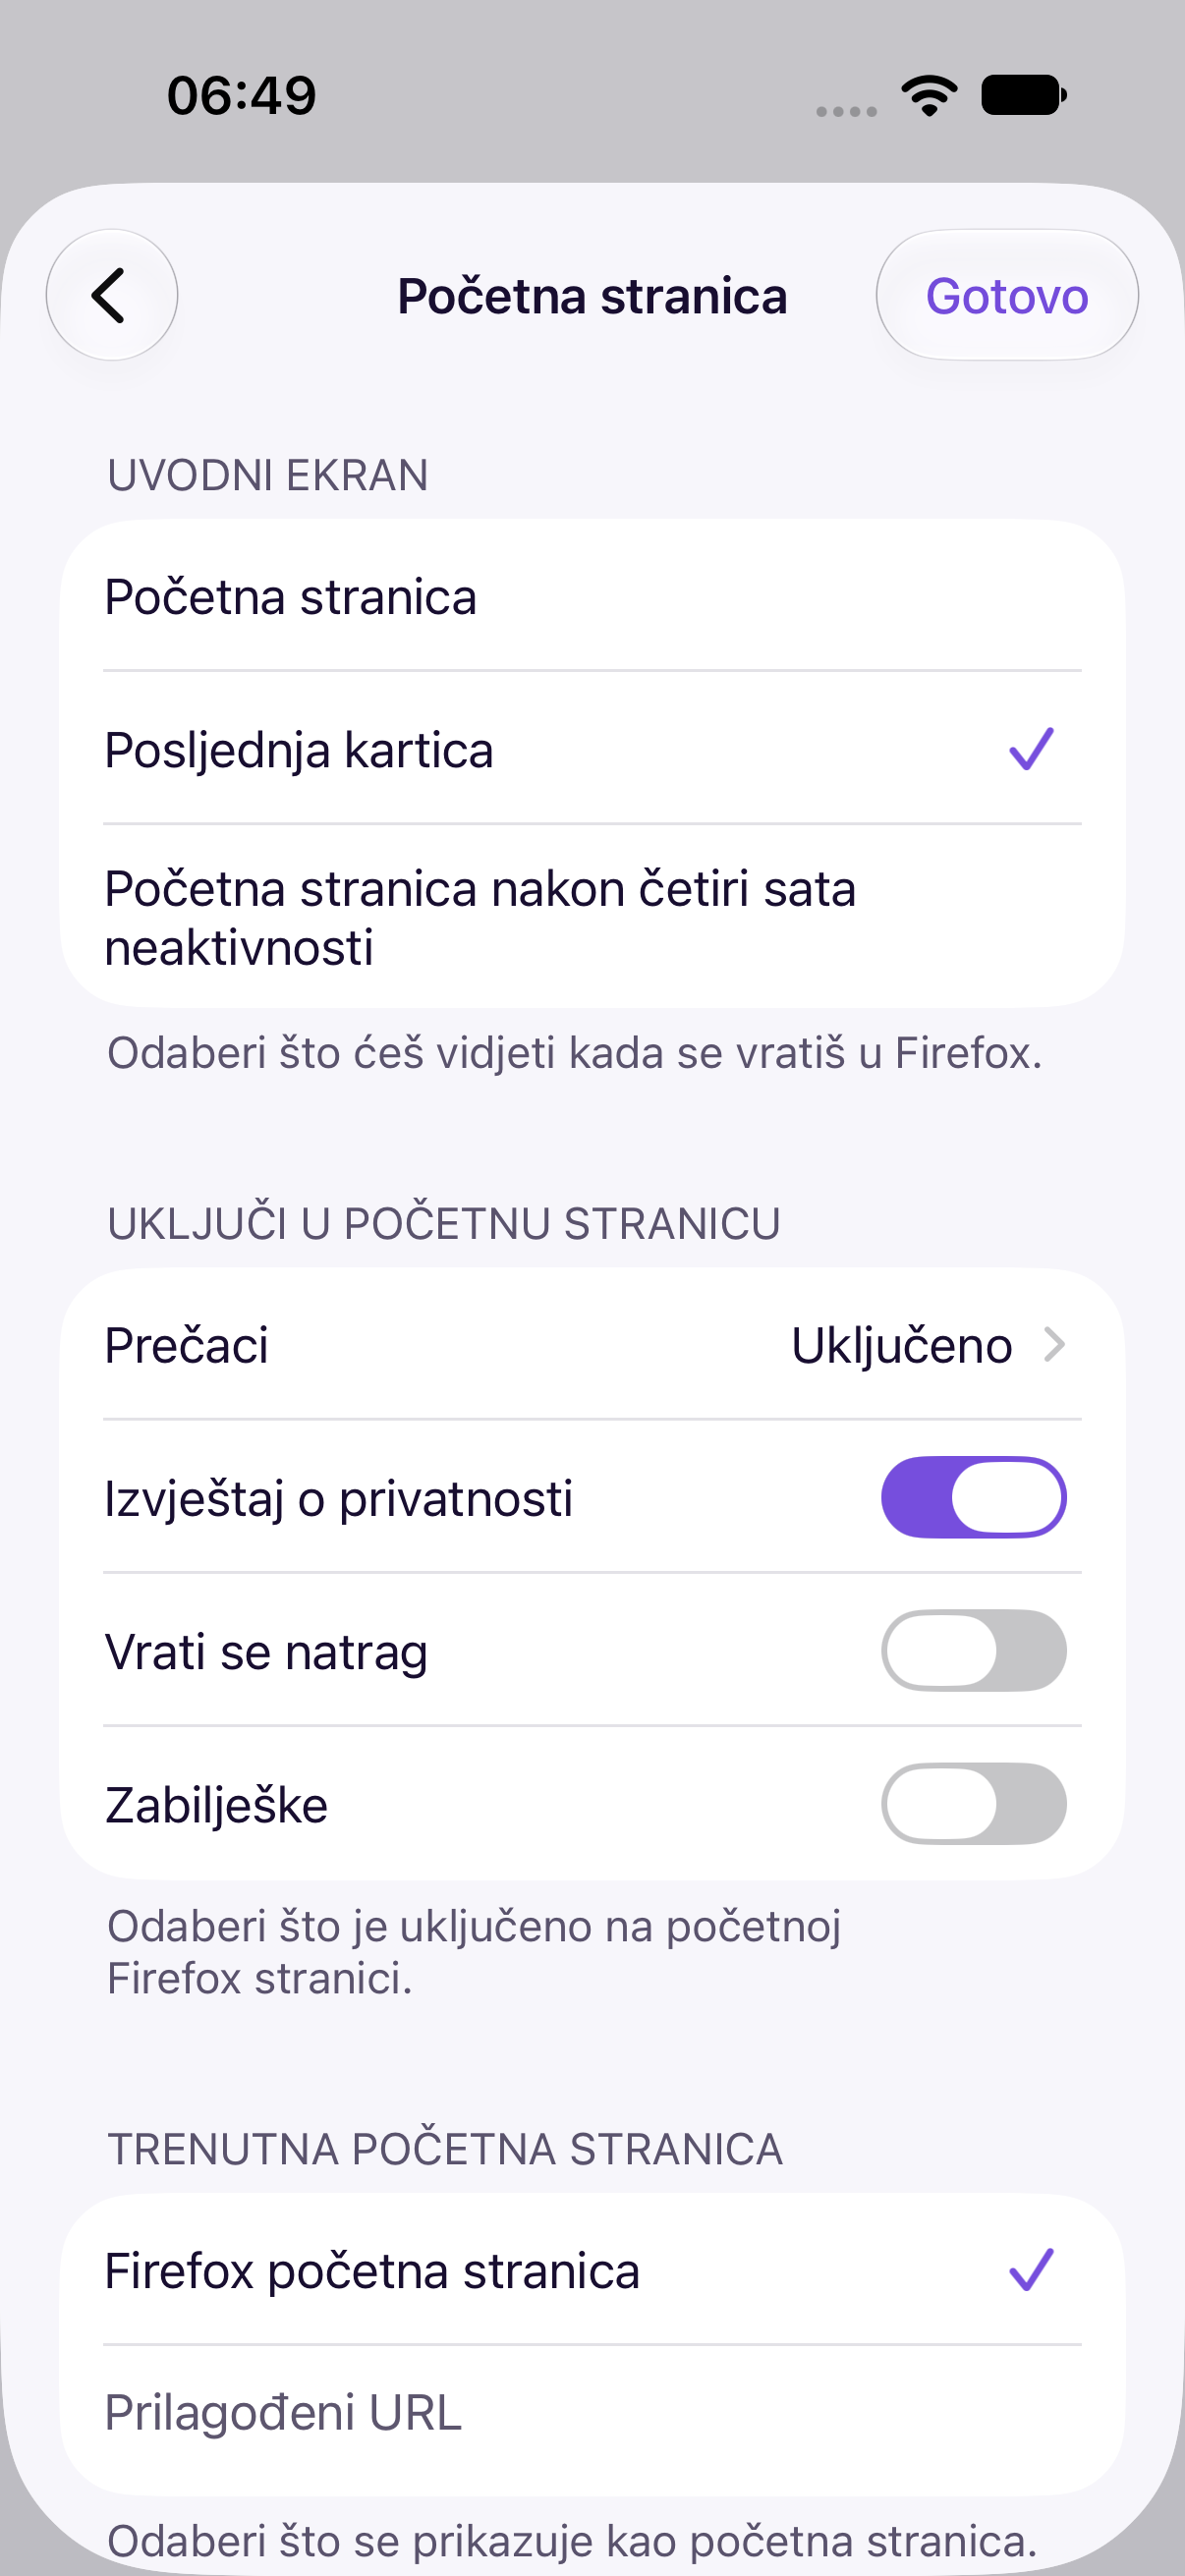 06:49
Početna stranica
Gotovo
UVODNI EKRAN
Početna stranica
Posljednja kartica
Početna stranica nakon četiri sata
neaktivnosti
Odaberi što ćeš vidjeti kada se vratiš u Firefox.
UKLJUČI U POČETNU STRANICU
Prečaci
Uključeno
Izvještaj o privatnosti
Vrati se natrag
Zabilješke
Odaberi što je uključeno na početnoj
Firefox stranici.
TRENUTNA POČETNA STRANICA
Firefox početna stranica
Prilagođeni URL
Odaberi što se prikazuje kao početna stranica.